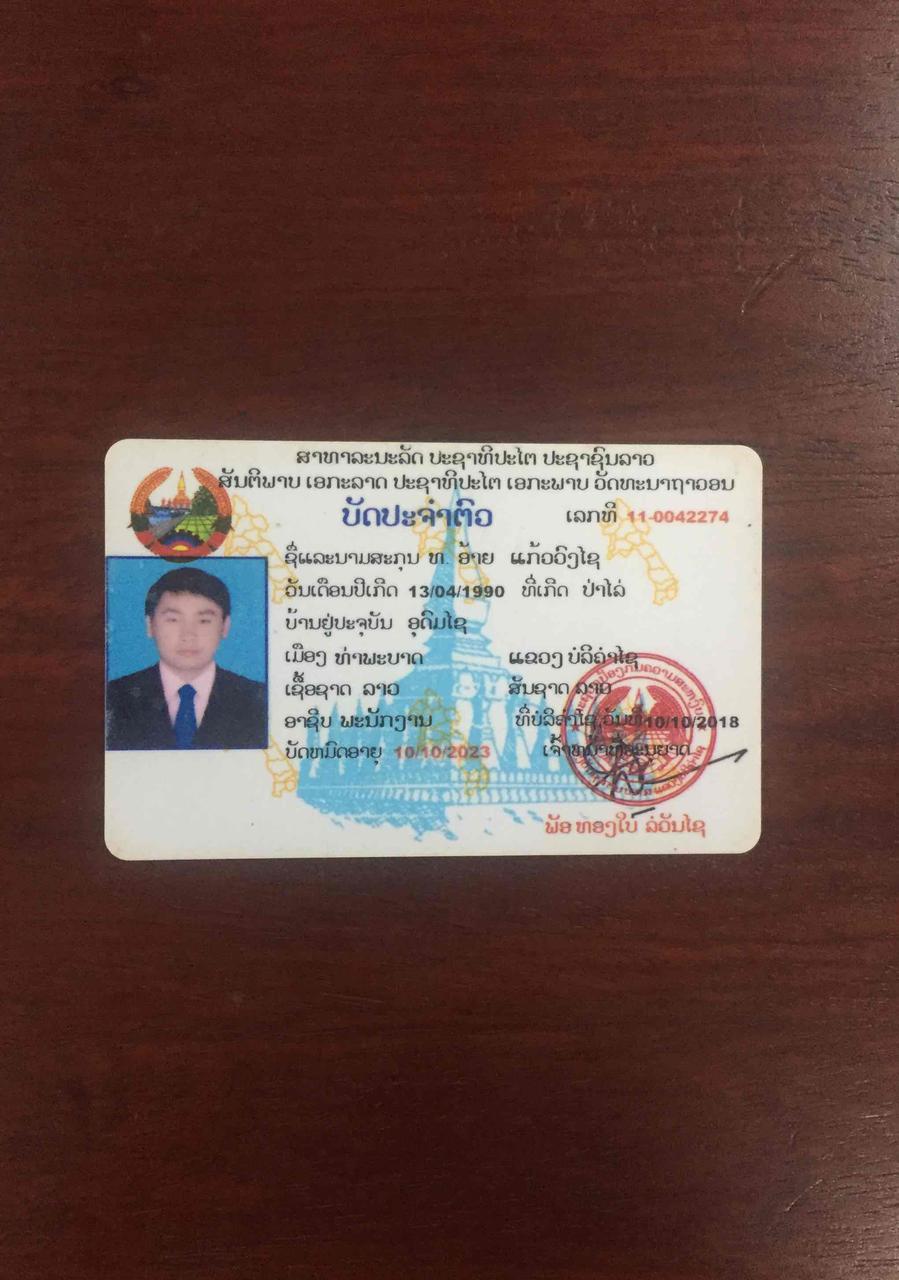 ສາທາລະນະລັດ ປະຊາທິປະໄຕ ປະຊາຊົນລາວ
ສັນຕິພາບ ເອກະລາດ ປະຊາທິປະໄຕ ເອກະພາບ ວັດທະນາຖາວອນ
ບັດປະຈຳຕົວ ເລກທີ 11-0042274
ຊື່ແລະນາມສະກຸນ ທ. ອ້າຍ ແກ້ວວົງໄຊ
ວັນເດືອນປີເກີດ 13/04/1990 ທີ່ເກີດ ປ່າໄລ່
ບ້ານຢູ່ປະຈຸບັນ ອຸດົມໄຊ
ເມືອງ ທ່າພະບາດ ແຂວງ ບໍລິຄຳໄຊ
ເຊື້ອຊາດ ລາວ ສັນຊາດ ລາວ
ອາຊີບ ພະນັກງານ ທີ່ບໍລິຄຳໄຊ ວັນທີ 10/10/2018
ບັດຫມົດອາຍຸ 10/10/2023 ເຈົ້າຫນ້າທີ່ອະນຸຍາດ
ພັອ ທອງໃບ ລໍວັນໄຊ